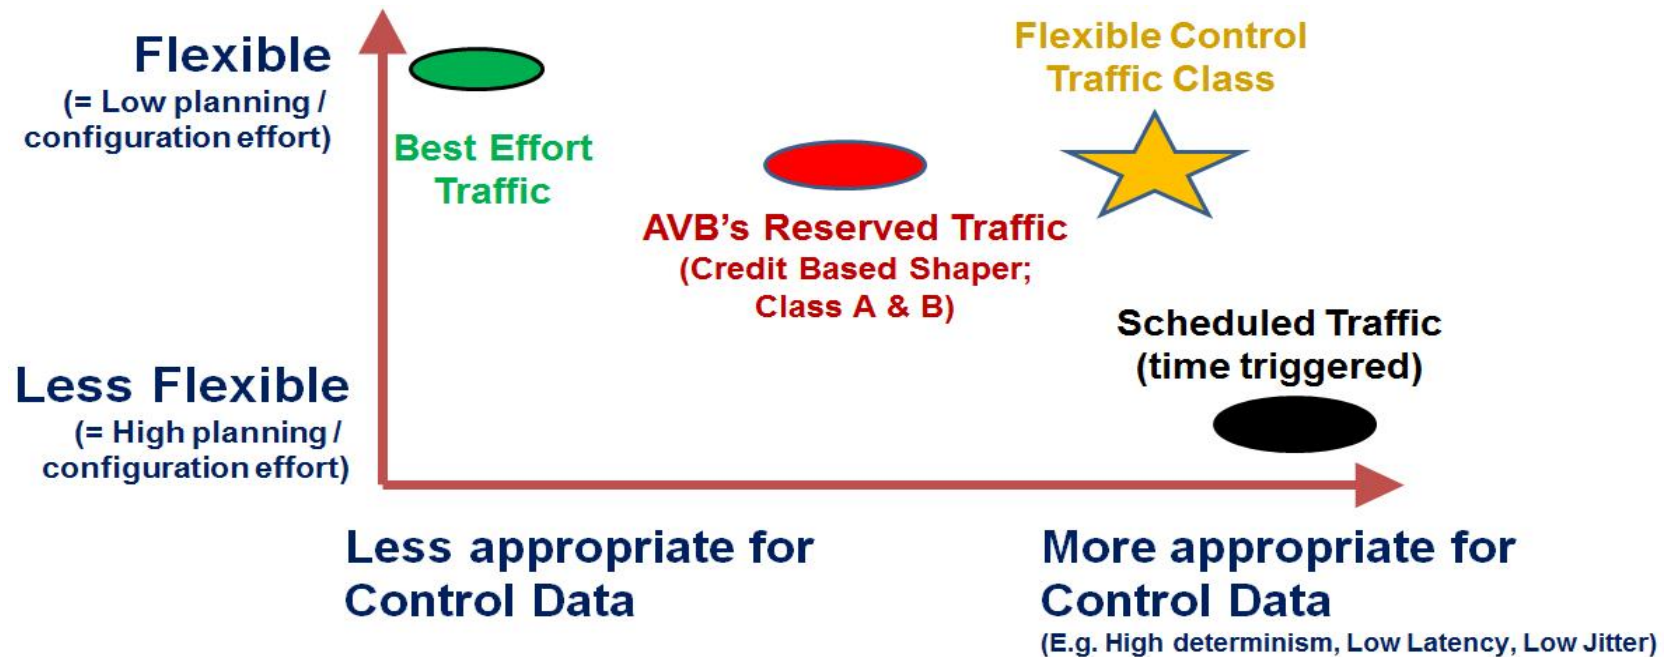 Flexible
(= Low planning /
configuration effort)
Best Effort
Traffic
Flexible Control
Traffic Class
AVB’s Reserved Traffic
(Credit Based Shaper;
Class A & B)
Scheduled Traffic
(time triggered)
Less Flexible
(= High planning /
configuration effort)
Less appropriate for
Control Data
More appropriate for
Control Data
(E.g. High determinism, Low Latency, Low Jitter)